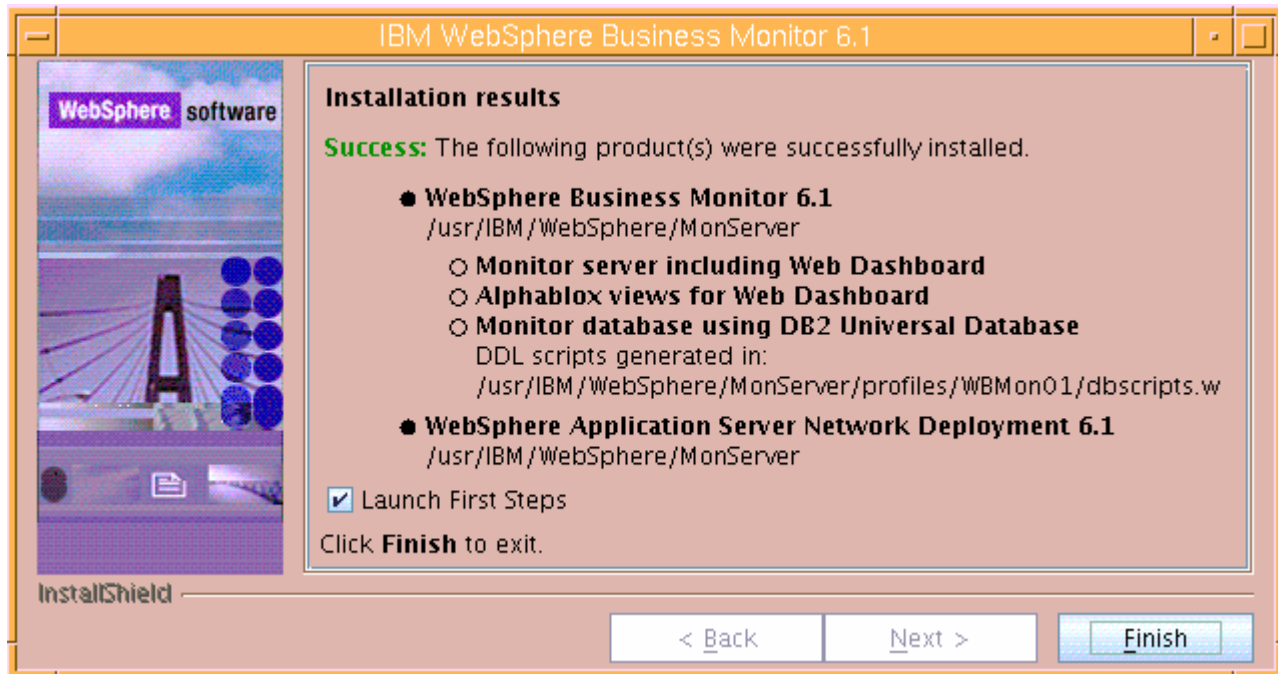 IBM WebSphere Business Monitor 6.1
WebSphere software
Installation results
Success: The following product(s) were successfully installed.
WebSphere Business Monitor 6.1
/usr/IBM/WebSphere/MonServer
Monitor server including Web Dashboard
Alphablox views for Web Dashboard
Monitor database using DB2 Universal Database
DDL scripts generated in:
/usr/IBM/WebSphere/MonServer/profiles/WBMon01/dbscripts.w
WebSphere Application Server Network Deployment 6.1
/usr/IBM/WebSphere/MonServer
Launch First Steps
Click Finish to exit.
InstallShield
< Back Next > Finish